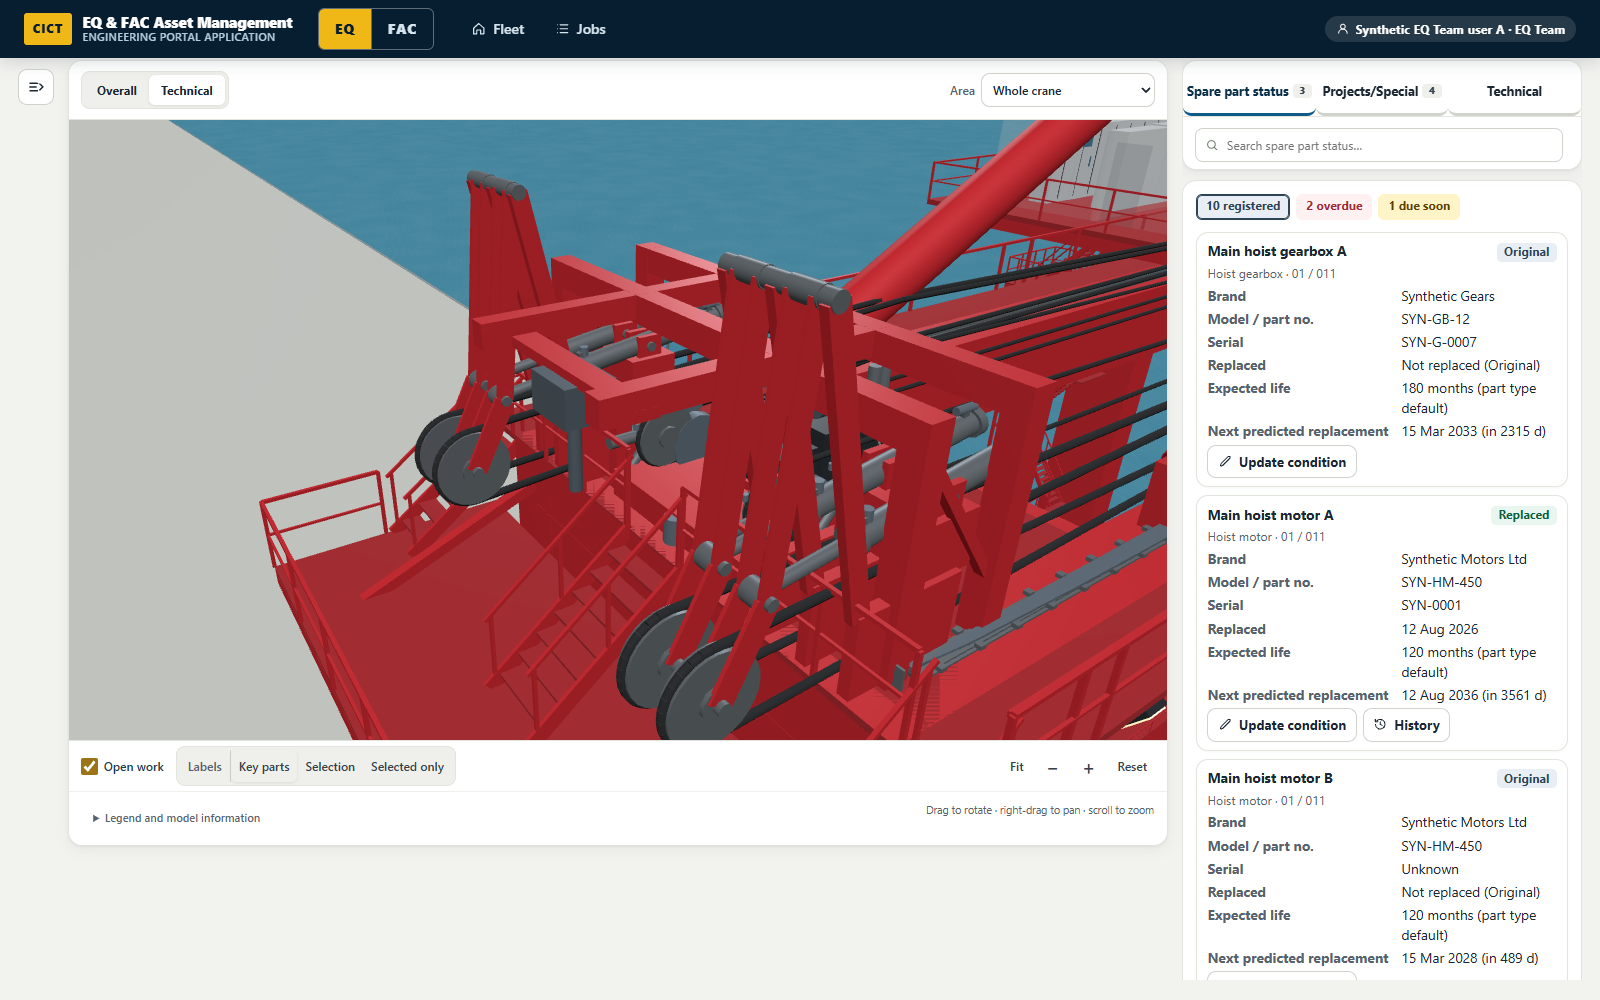 CICT
EQ & FAC Asset Management
ENGINEERING PORTAL APPLICATION
EQ
FAC
Fleet
Jobs
Synthetic EQ Team user A · EQ Team
Overall
Technical
Area
Whole crane
Spare part status 3
Projects/Special 4
Technical
Search spare part status...
10 registered
2 overdue
1 due soon
Main hoist gearbox A
Original
Hoist gearbox · 01 / 011
Brand Synthetic Gears
Model / part no. SYN-GB-12
Serial SYN-G-0007
Replaced Not replaced (Original)
Expected life 180 months (part type
default)
Next predicted replacement 15 Mar 2033 (in 2315 d)
Update condition
Main hoist motor A
Replaced
Hoist motor · 01 / 011
Brand Synthetic Motors Ltd
Model / part no. SYN-HM-450
Serial SYN-0001
Replaced 12 Aug 2026
Expected life 120 months (part type
default)
Next predicted replacement 12 Aug 2036 (in 3561 d)
Update condition
History
Main hoist motor B
Original
Hoist motor · 01 / 011
Brand Synthetic Motors Ltd
Model / part no. SYN-HM-450
Serial Unknown
Replaced Not replaced (Original)
Expected life 120 months (part type
default)
Next predicted replacement 15 Mar 2028 (in 489 d)
Open work
Labels
Key parts
Selection
Selected only
Fit
−
+
Reset
Legend and model information
Drag to rotate · right-drag to pan · scroll to zoom